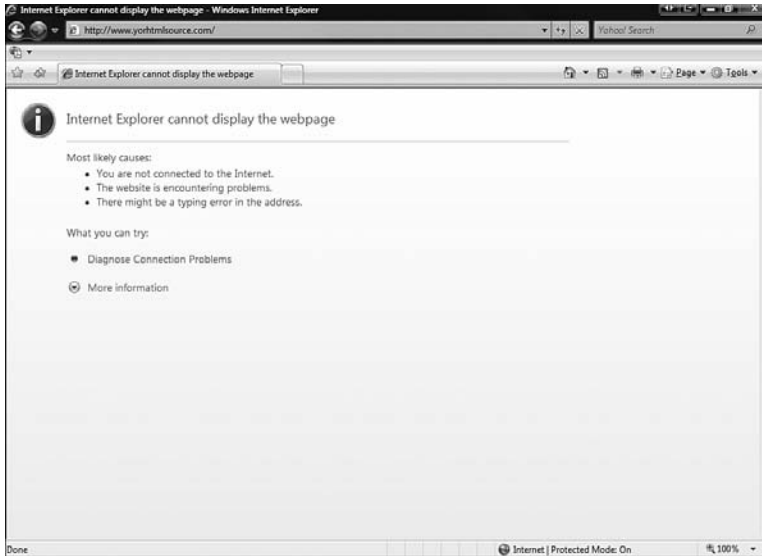 Internet Explorer cannot display the webpage - Windows Internet Explorer
http://www.yorhtmlsource.com/
Yahoo! Search
Internet Explorer cannot display the webpage
Page
Tools
Internet Explorer cannot display the webpage
Most likely causes:
• You are not connected to the Internet.
• The website is encountering problems.
• There might be a typing error in the address.
What you can try:
Diagnose Connection Problems
More information
Done
Internet | Protected Mode: On
100%